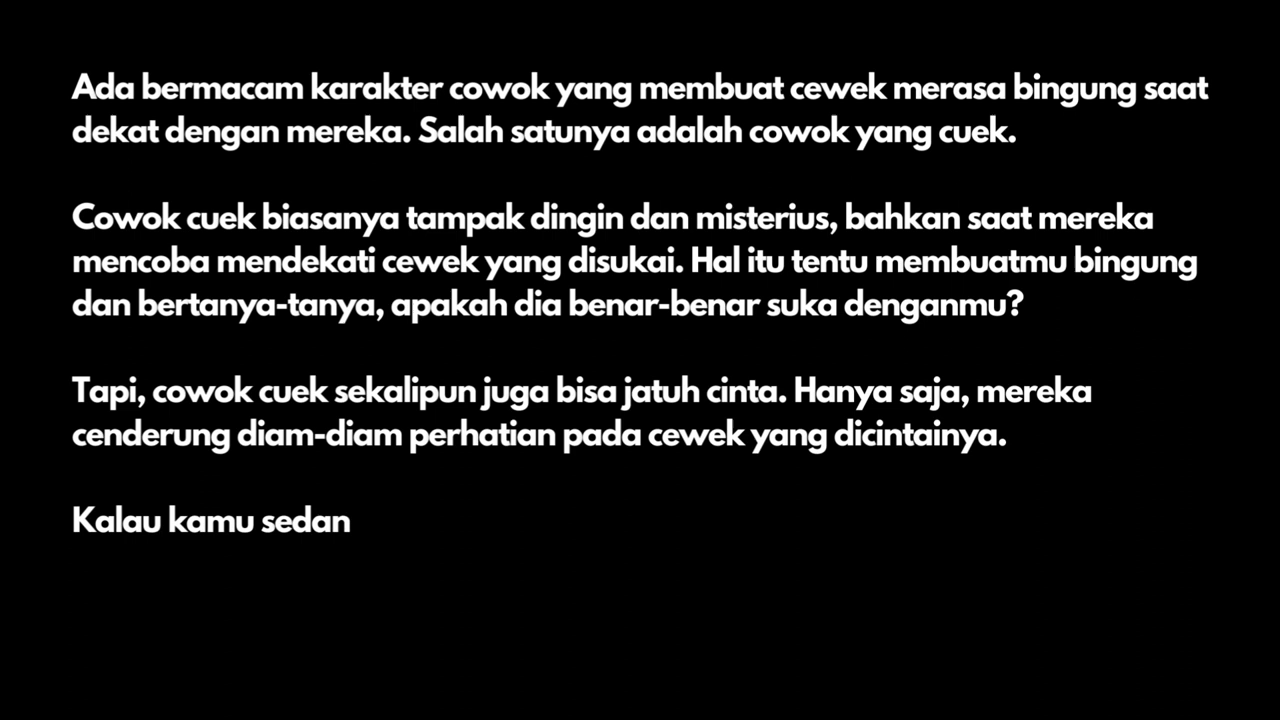 Ada bermacam karakter cowok yang membuat cewek merasa bingung saat
dekat dengan mereka. Salah satunya adalah cowok yang cuek.
Cowok cuek biasanya tampak dingin dan misterius, bahkan saat mereka
mencoba mendekati cewek yang disukai. Hal itu tentu membuatmu bingung
dan bertanya-tanya, apakah dia benar-benar suka denganmu?
Tapi, cowok cuek sekalipun juga bisa jatuh cinta. Hanya saja, mereka
cenderung diam-diam perhatian pada cewek yang dicintainya.
Kalau kamu sedan